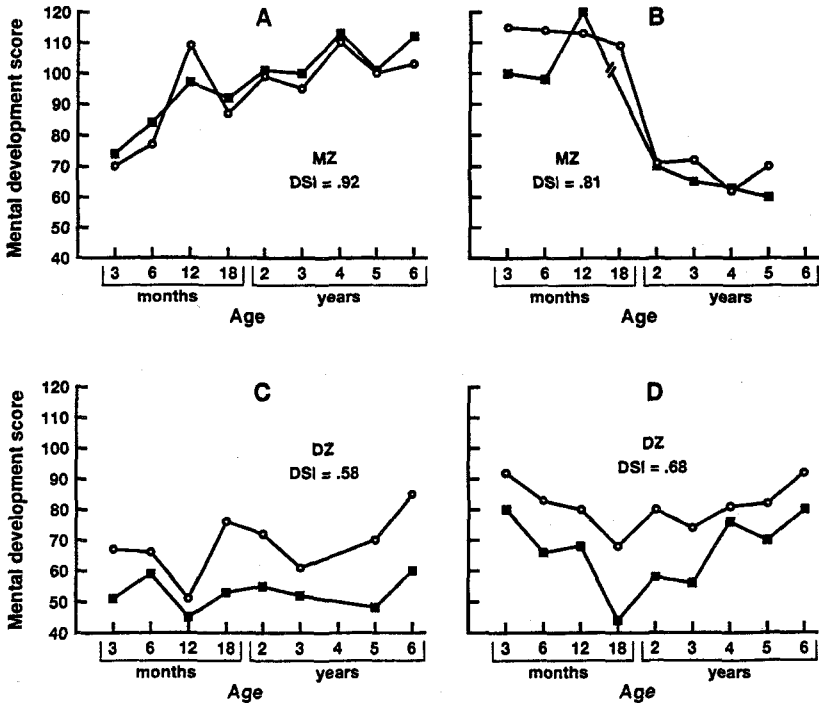 A
Mental development score
120
110
100
90
80
70
60
50
40
MZ
DSI = .92
3 6 12 18 2 3 4 5 6
months years
Age
B
MZ
DSI = .81
3 6 12 18 2 3 4 5 6
months years
Age
C
Mental development score
120
110
100
90
80
70
60
50
40
DZ
DSI = .58
3 6 12 18 2 3 4 5 6
months years
Age
D
DZ
DSI = .68
3 6 12 18 2 3 4 5 6
months years
Age